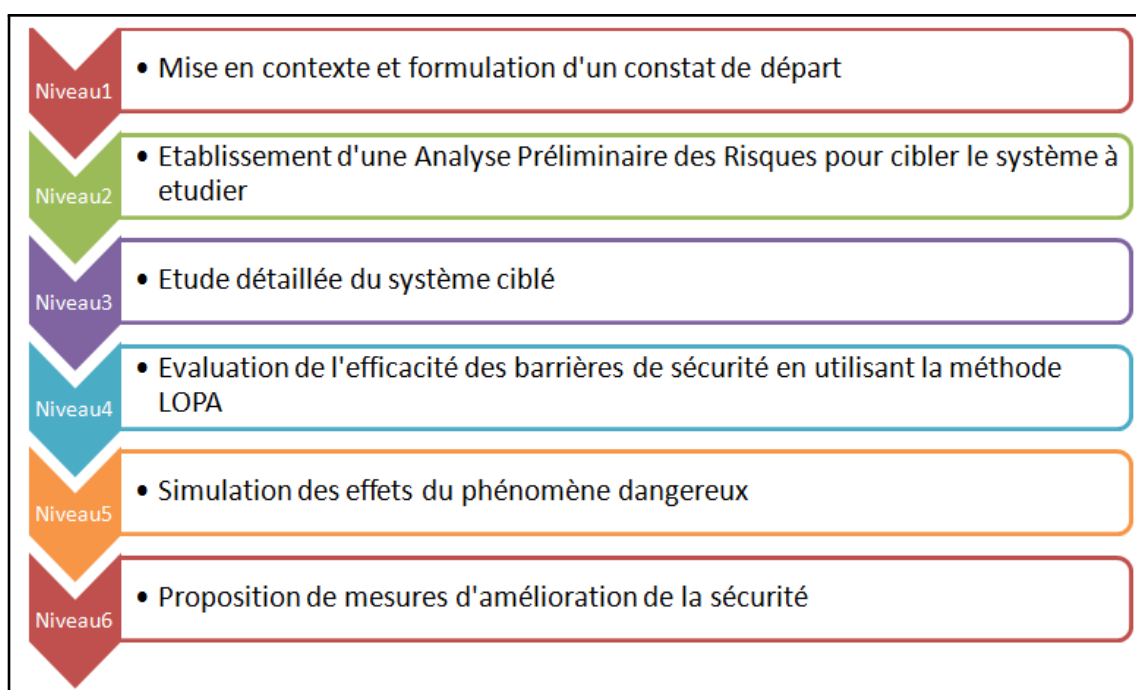 Niveau1
• Mise en contexte et formulation d'un constat de départ
Niveau2
• Etablissement d'une Analyse Préliminaire des Risques pour cibler le système à
etudier
Niveau3
• Etude détaillée du système ciblé
Niveau4
• Evaluation de l'efficacité des barrières de sécurité en utilisant la méthode
LOPA
Niveau5
• Simulation des effets du phénomène dangereux
Niveau6
• Proposition de mesures d'amélioration de la sécurité